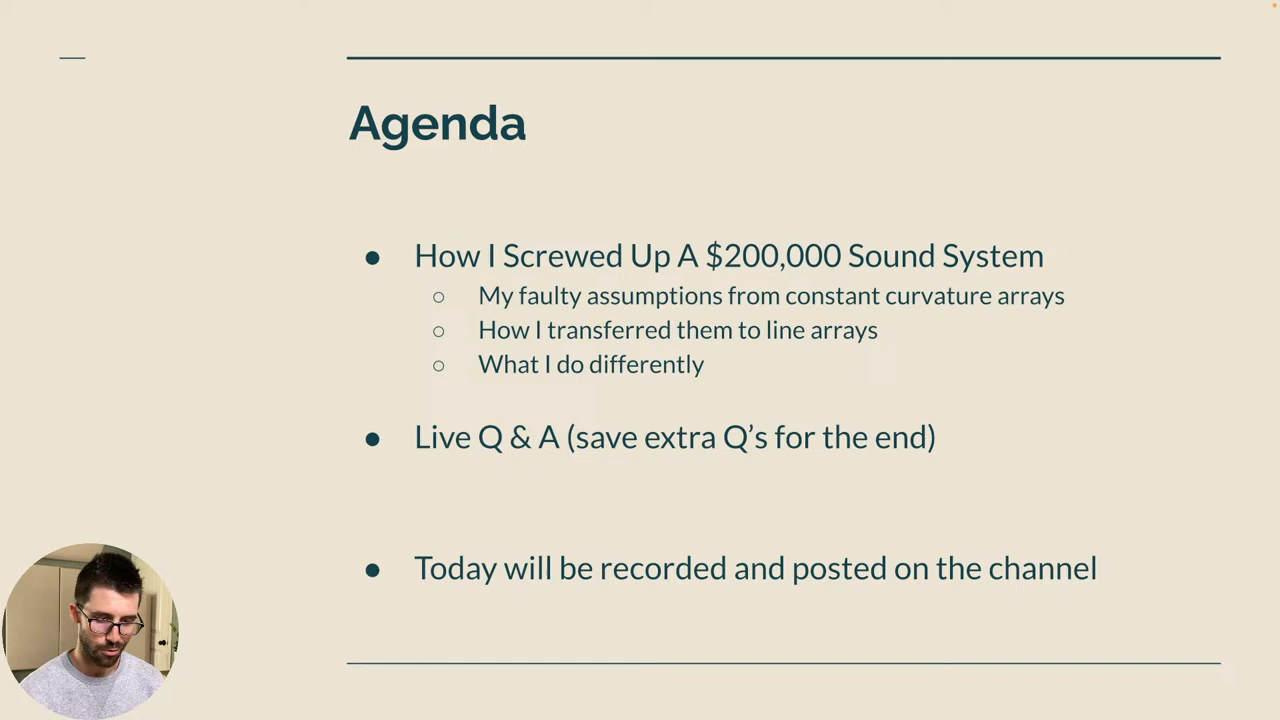 Agenda
● How I Screwed Up A $200,000 Sound System
○ My faulty assumptions from constant curvature arrays
○ How I transferred them to line arrays
○ What I do differently
● Live Q & A (save extra Q’s for the end)
● Today will be recorded and posted on the channel